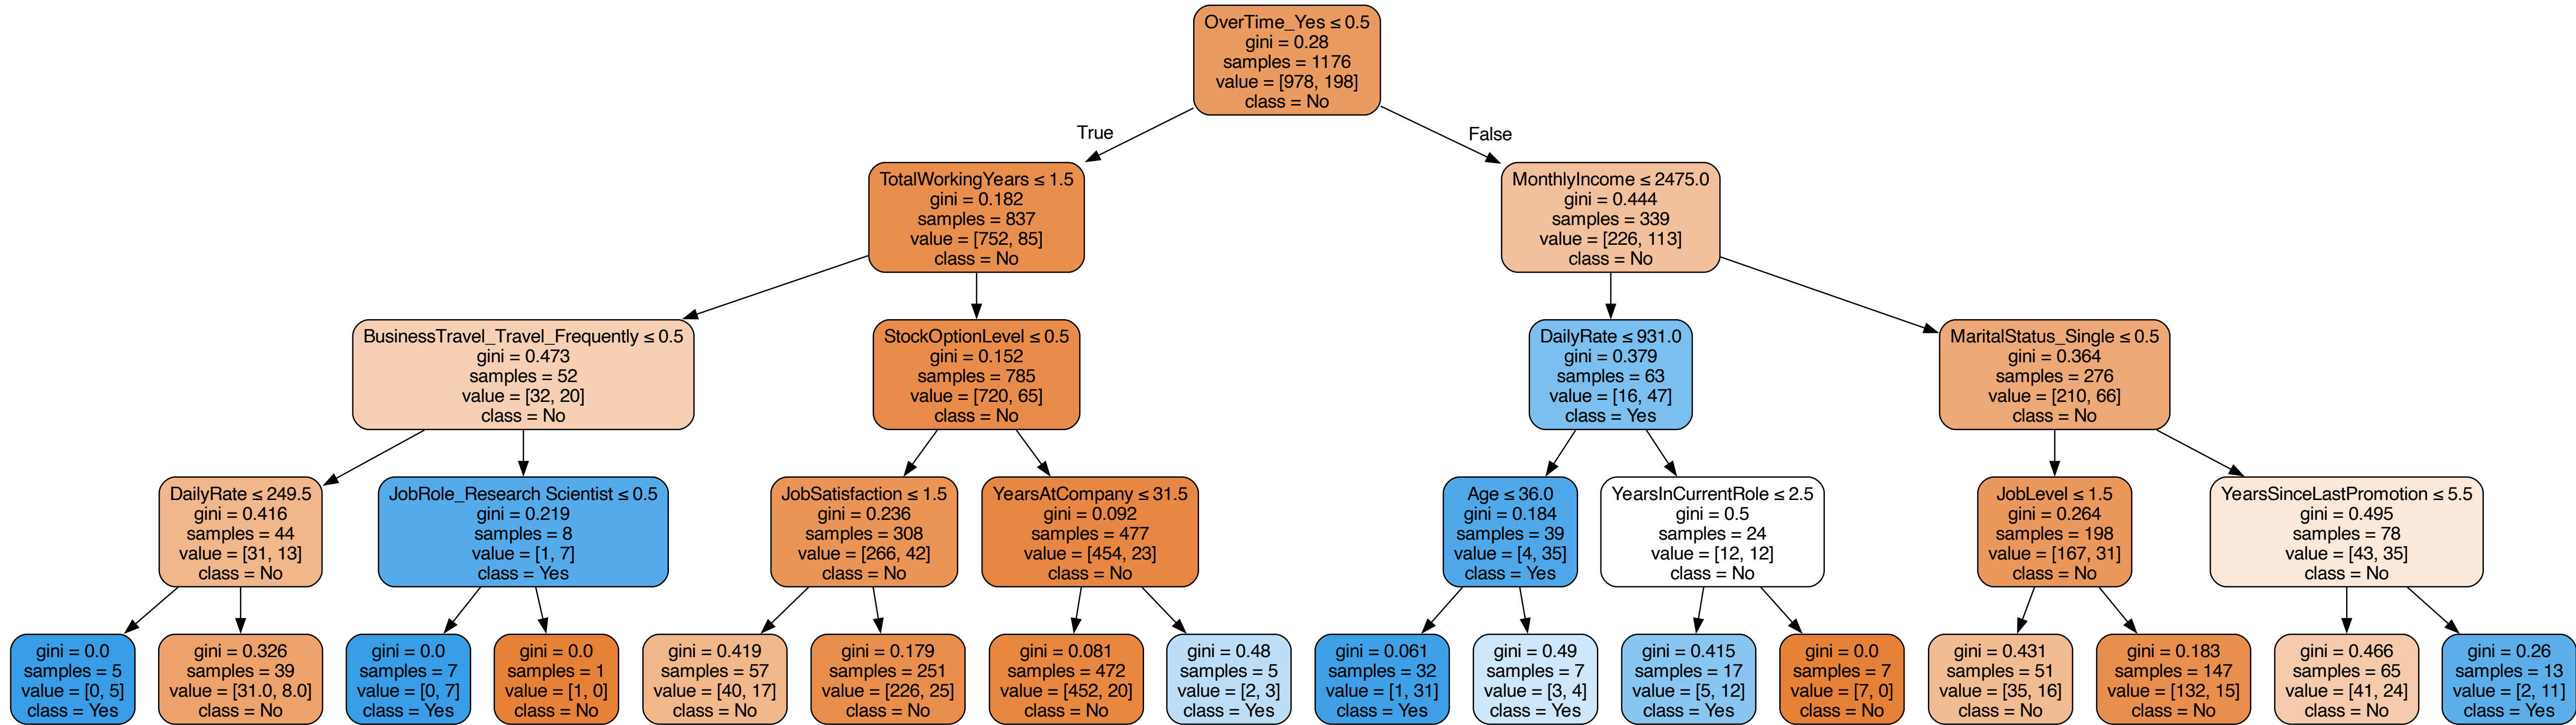 OverTime_Yes ≤ 0.5
gini = 0.28
samples = 1176
value = [978, 198]
class = No
True
False
TotalWorkingYears ≤ 1.5
gini = 0.182
samples = 837
value = [752, 85]
class = No
MonthlyIncome ≤ 2475.0
gini = 0.444
samples = 339
value = [226, 113]
class = No
BusinessTravel_Travel_Frequently ≤ 0.5
gini = 0.473
samples = 52
value = [32, 20]
class = No
StockOptionLevel ≤ 0.5
gini = 0.152
samples = 785
value = [720, 65]
class = No
DailyRate ≤ 931.0
gini = 0.379
samples = 63
value = [16, 47]
class = Yes
MaritalStatus_Single ≤ 0.5
gini = 0.364
samples = 276
value = [210, 66]
class = No
DailyRate ≤ 249.5
gini = 0.416
samples = 44
value = [31, 13]
class = No
JobRole_Research Scientist ≤ 0.5
gini = 0.219
samples = 8
value = [1, 7]
class = Yes
JobSatisfaction ≤ 1.5
gini = 0.236
samples = 308
value = [266, 42]
class = No
YearsAtCompany ≤ 31.5
gini = 0.092
samples = 477
value = [454, 23]
class = No
Age ≤ 36.0
gini = 0.184
samples = 39
value = [4, 35]
class = Yes
YearsInCurrentRole ≤ 2.5
gini = 0.5
samples = 24
value = [12, 12]
class = No
JobLevel ≤ 1.5
gini = 0.264
samples = 198
value = [167, 31]
class = No
YearsSinceLastPromotion ≤ 5.5
gini = 0.495
samples = 78
value = [43, 35]
class = No
gini = 0.0
samples = 5
value = [0, 5]
class = Yes
gini = 0.326
samples = 39
value = [31.0, 8.0]
class = No
gini = 0.0
samples = 7
value = [0, 7]
class = Yes
gini = 0.0
samples = 1
value = [1, 0]
class = No
gini = 0.419
samples = 57
value = [40, 17]
class = No
gini = 0.179
samples = 251
value = [226, 25]
class = No
gini = 0.081
samples = 472
value = [452, 20]
class = No
gini = 0.48
samples = 5
value = [2, 3]
class = Yes
gini = 0.061
samples = 32
value = [1, 31]
class = Yes
gini = 0.49
samples = 7
value = [3, 4]
class = Yes
gini = 0.415
samples = 17
value = [5, 12]
class = Yes
gini = 0.0
samples = 7
value = [7, 0]
class = No
gini = 0.431
samples = 51
value = [35, 16]
class = No
gini = 0.183
samples = 147
value = [132, 15]
class = No
gini = 0.466
samples = 65
value = [41, 24]
class = No
gini = 0.26
samples = 13
value = [2, 11]
class = Yes